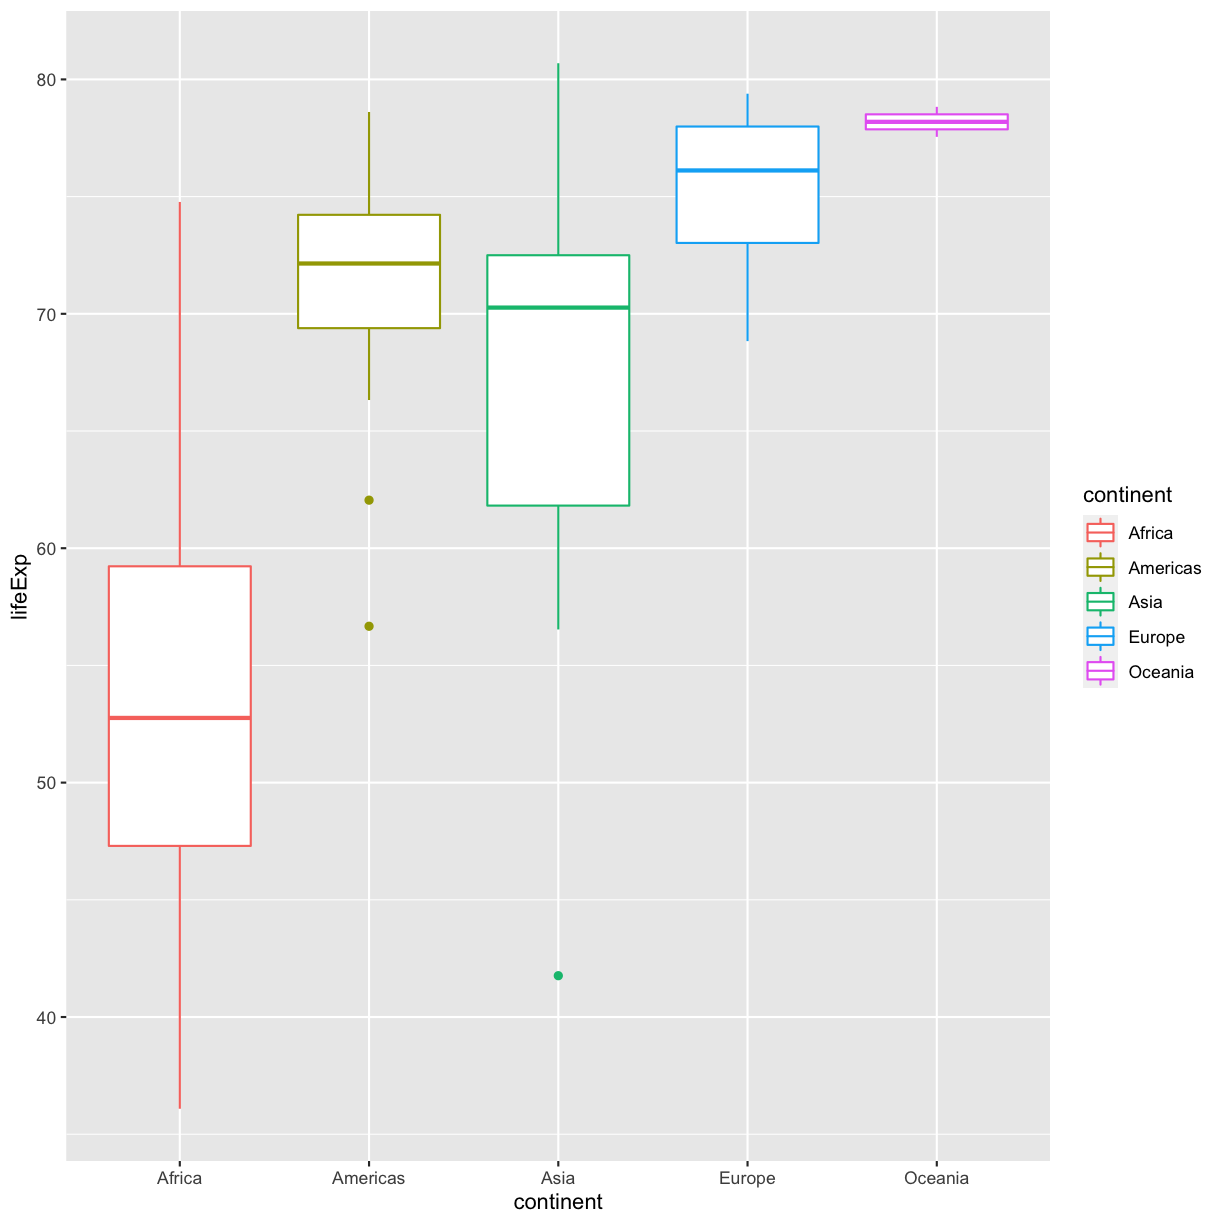 80
70
60
50
40
lifeExp
Africa
Americas
Asia
Europe
Oceania
continent
continent
Africa
Americas
Asia
Europe
Oceania